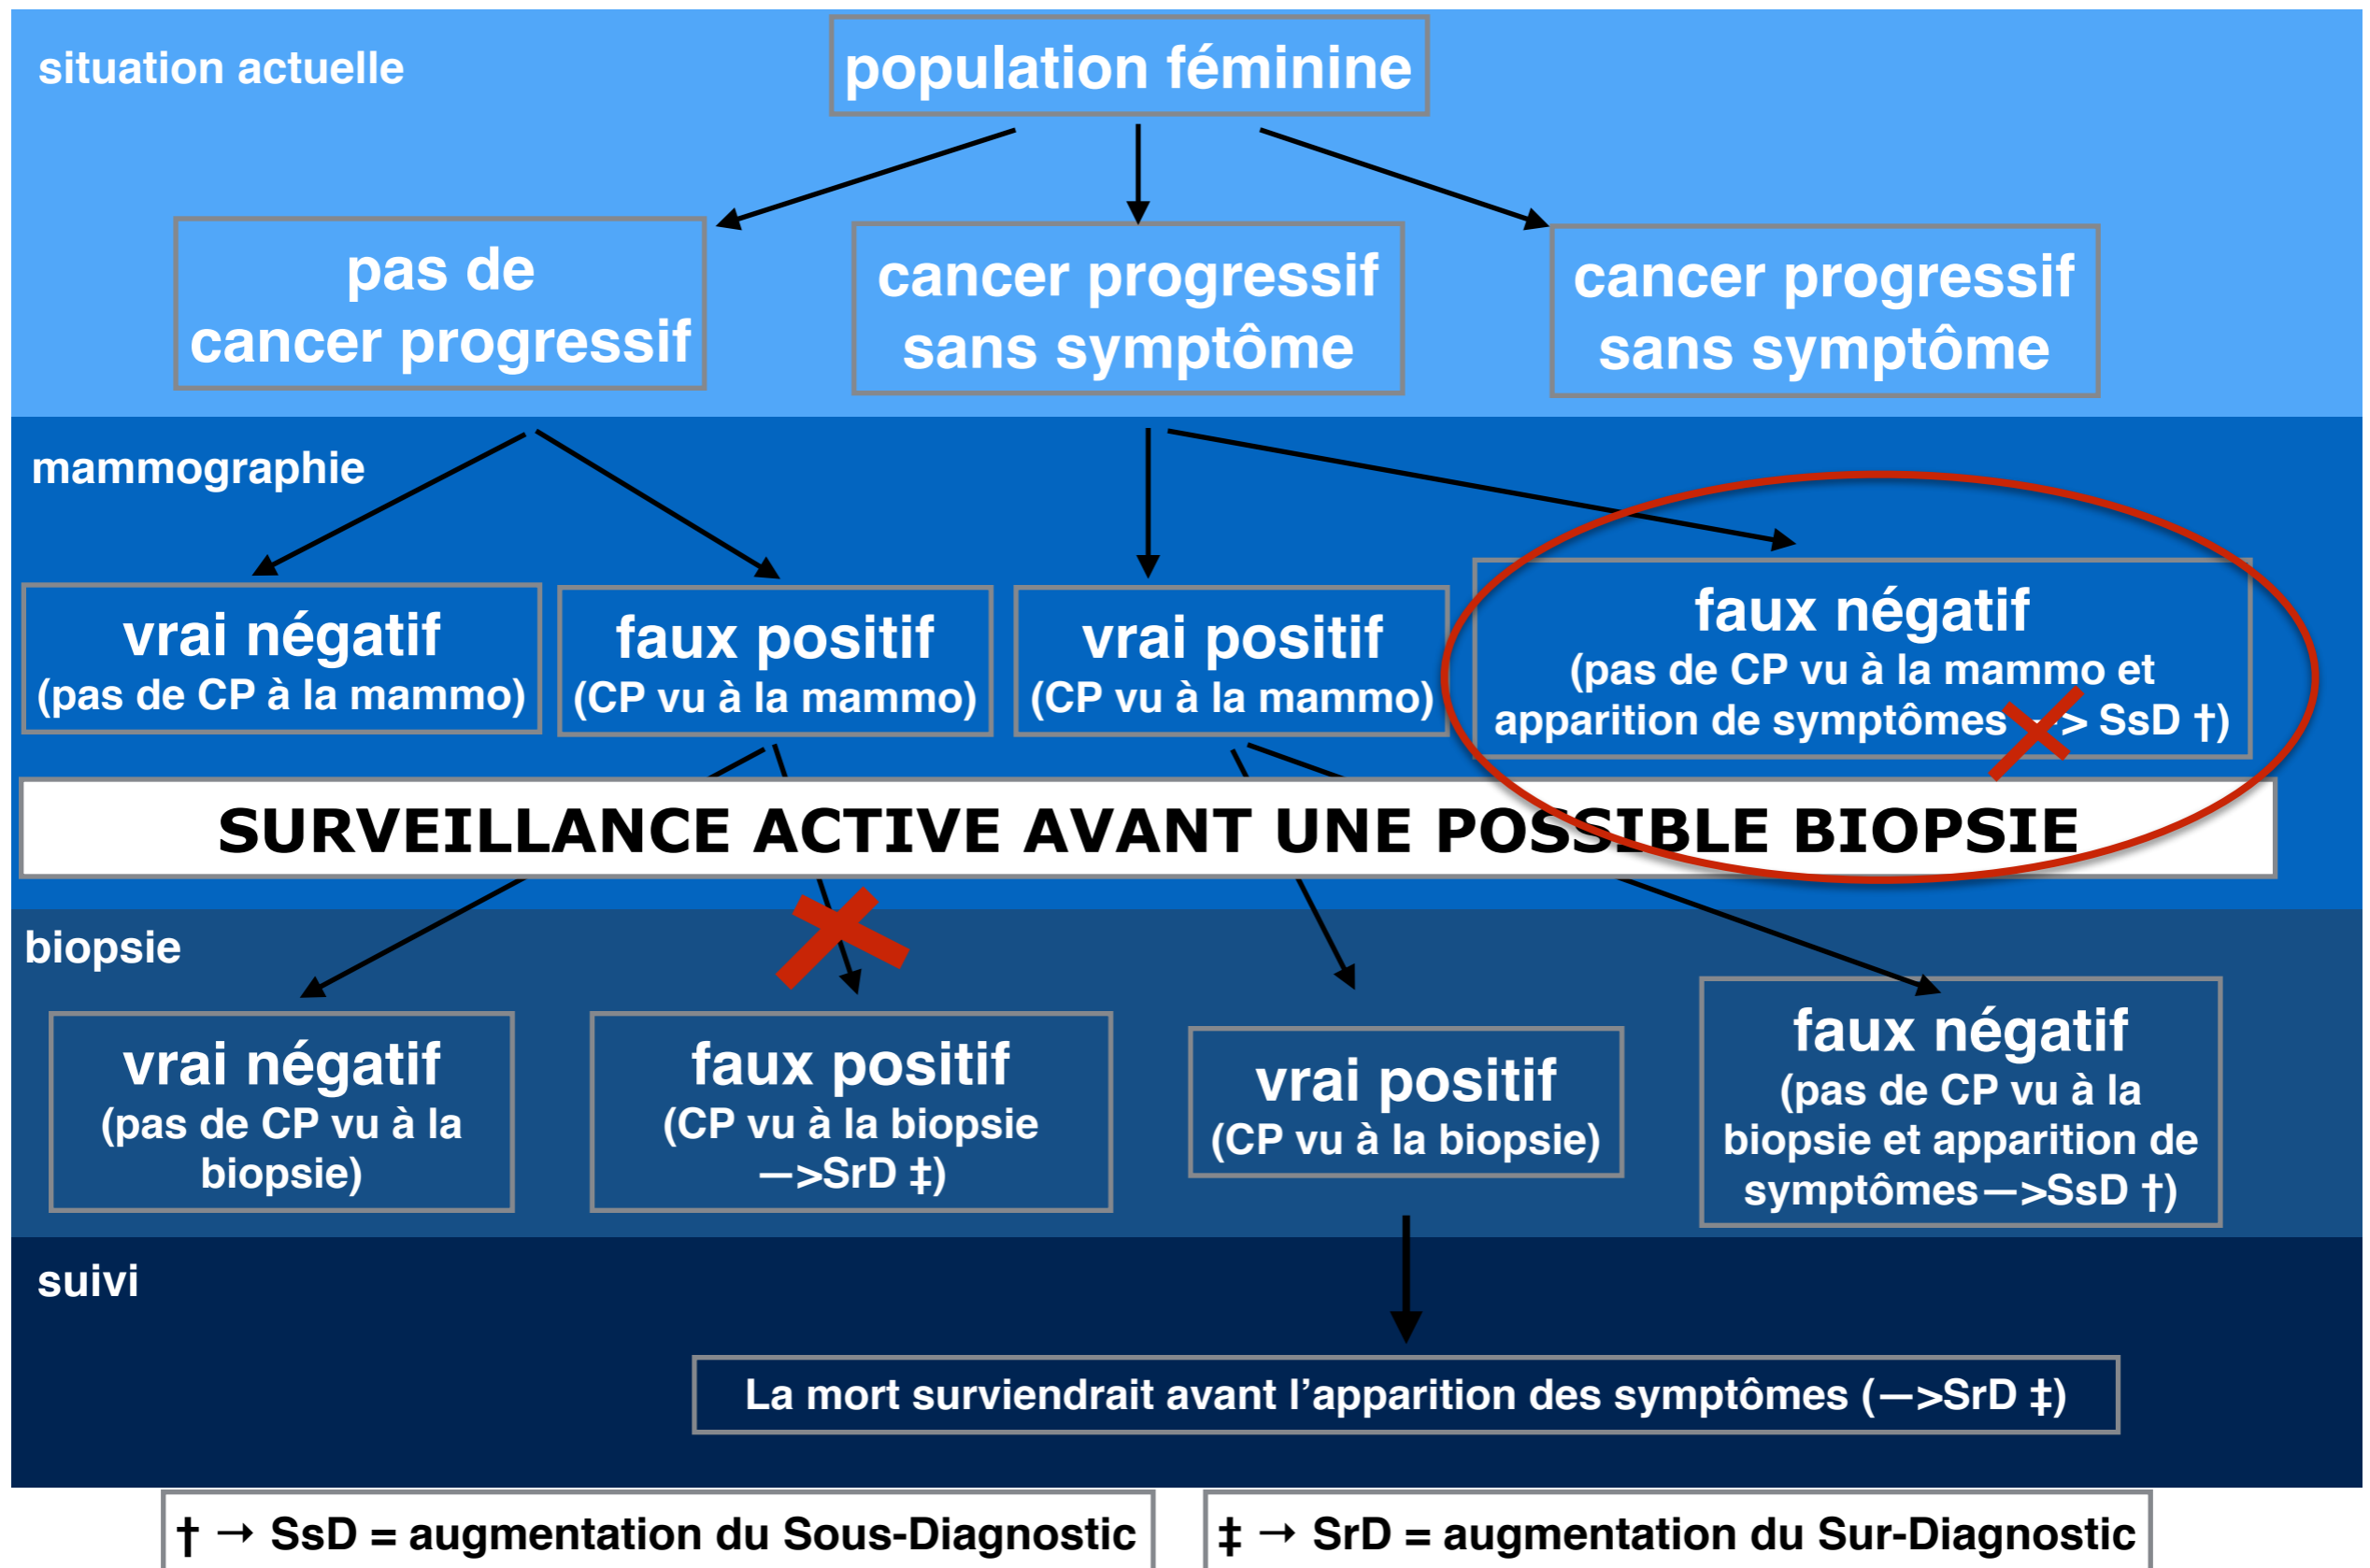 situation actuelle
population féminine
pas de
cancer progressif
cancer progressif
sans symptôme
cancer progressif
sans symptôme
mammographie
vrai négatif
(pas de CP à la mammo)
faux positif
(CP vu à la mammo)
vrai positif
(CP vu à la mammo)
faux négatif
(pas de CP vu à la mammo et
apparition de symptômes —> SsD †)
SURVEILLANCE ACTIVE AVANT UNE POSSIBLE BIOPSIE
biopsie
vrai négatif
(pas de CP vu à la
biopsie)
faux positif
(CP vu à la biopsie
—>SrD ‡)
vrai positif
(CP vu à la biopsie)
faux négatif
(pas de CP vu à la
biopsie et apparition de
symptômes—>SsD †)
suivi
La mort surviendrait avant l’apparition des symptômes (—>SrD ‡)
† → SsD = augmentation du Sous-Diagnostic
‡ → SrD = augmentation du Sur-Diagnostic